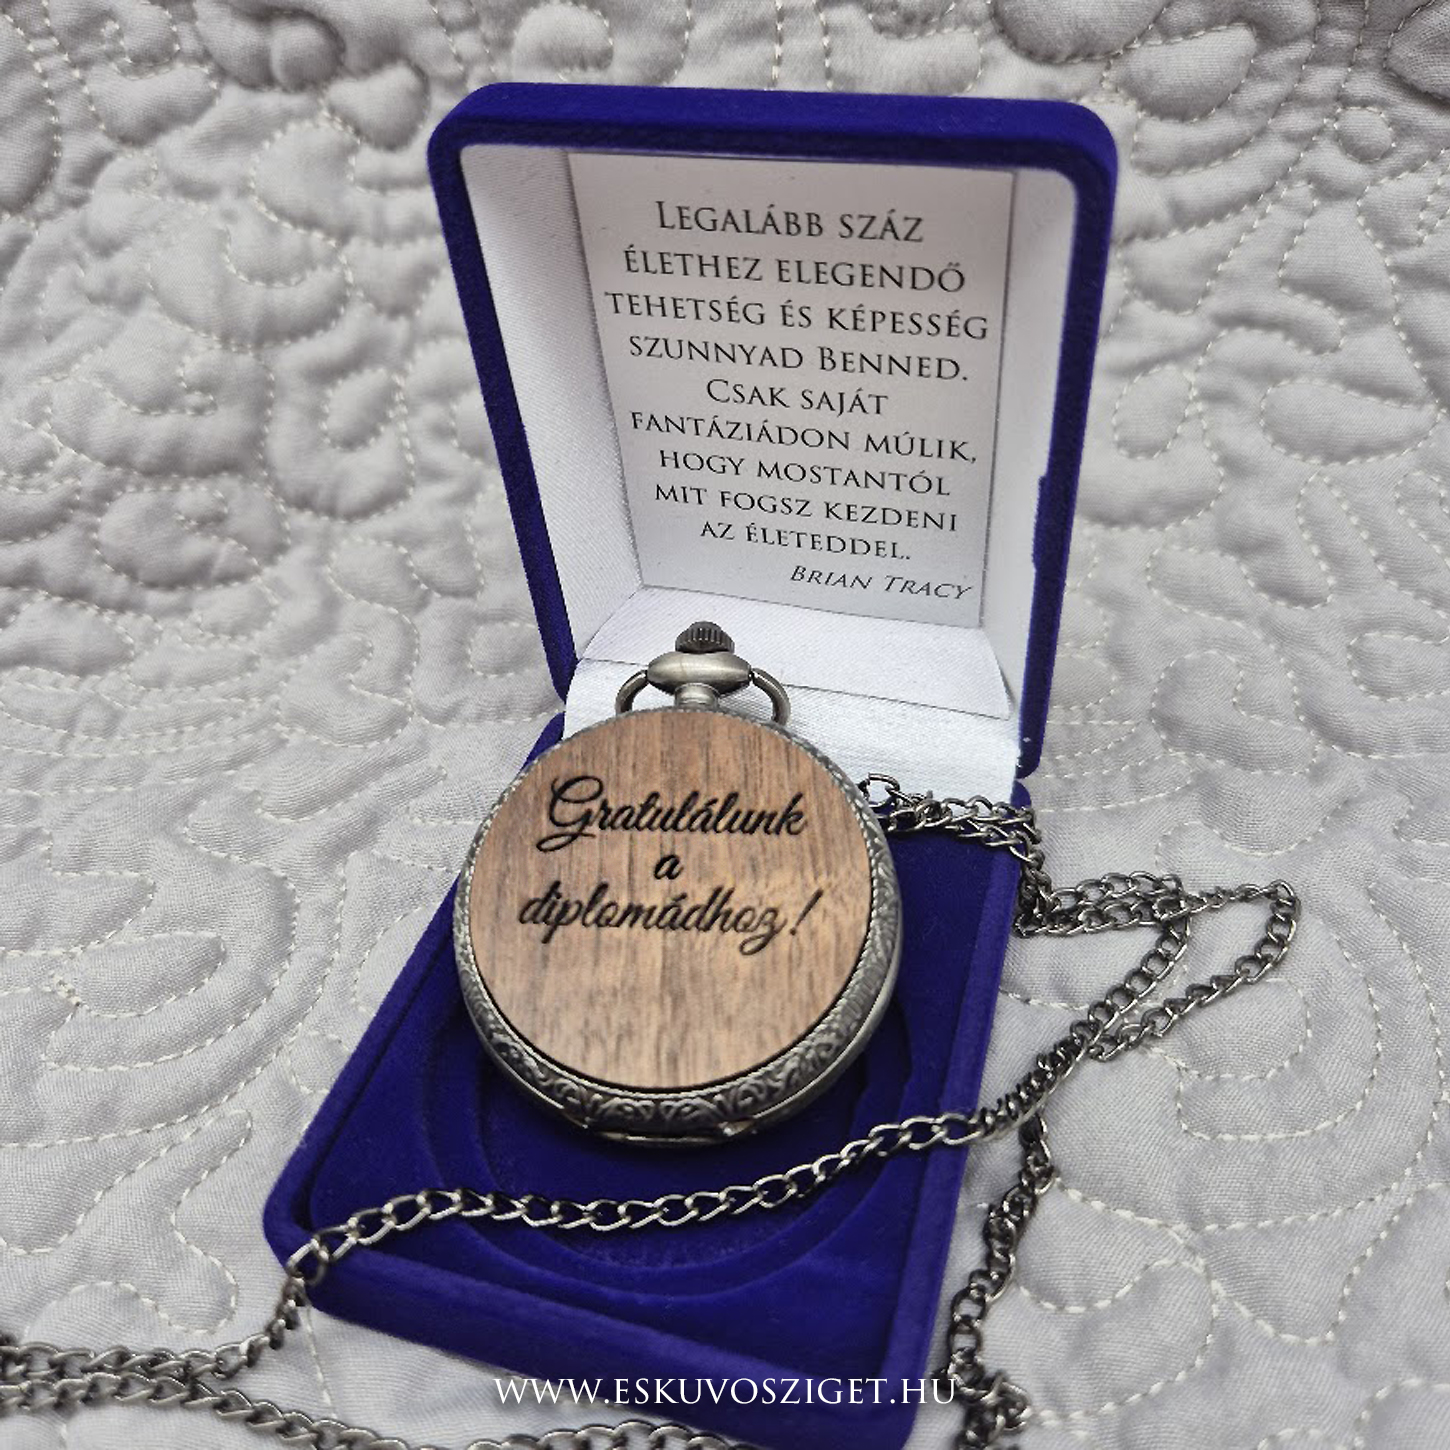 LEGALÁBB SZÁZ
ÉLETHEZ ELEGENDŐ
TEHETSÉG ÉS KÉPESSÉG
SZUNNYAD BENNED.
CSAK SAJÁT
FANTÁZIÁDON MÚLIK,
HOGY MOSTANTÓL
MIT FOGSZ KEZDENI
AZ ÉLETEDDEL.
BRIAN TRACY
Gratulálunk
a
diplomádhoz!
WWW.ESKUVOSZIGET.HU